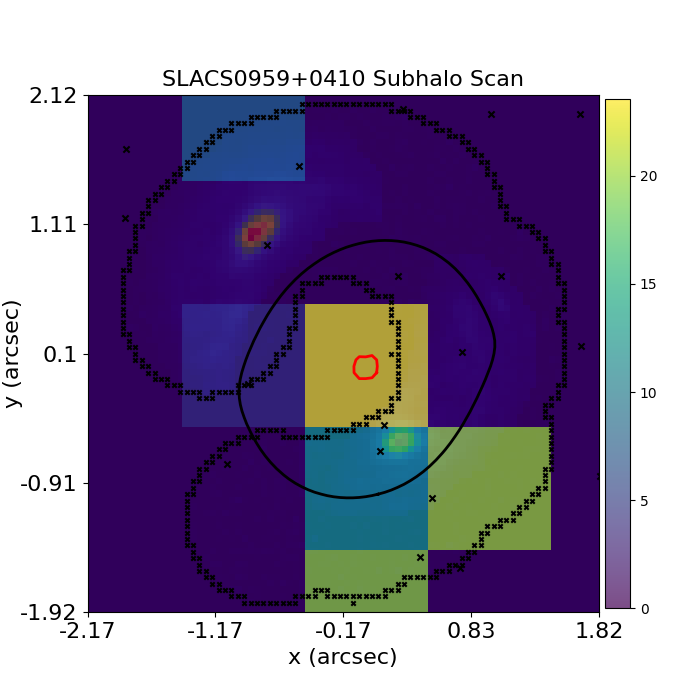 SLACS0959+0410 Subhalo Scan
2.12
1.11
0.1
-0.91
-1.92
y (arcsec)
-2.17 -1.17 -0.17 0.83 1.82
x (arcsec)
20
15
10
5
0